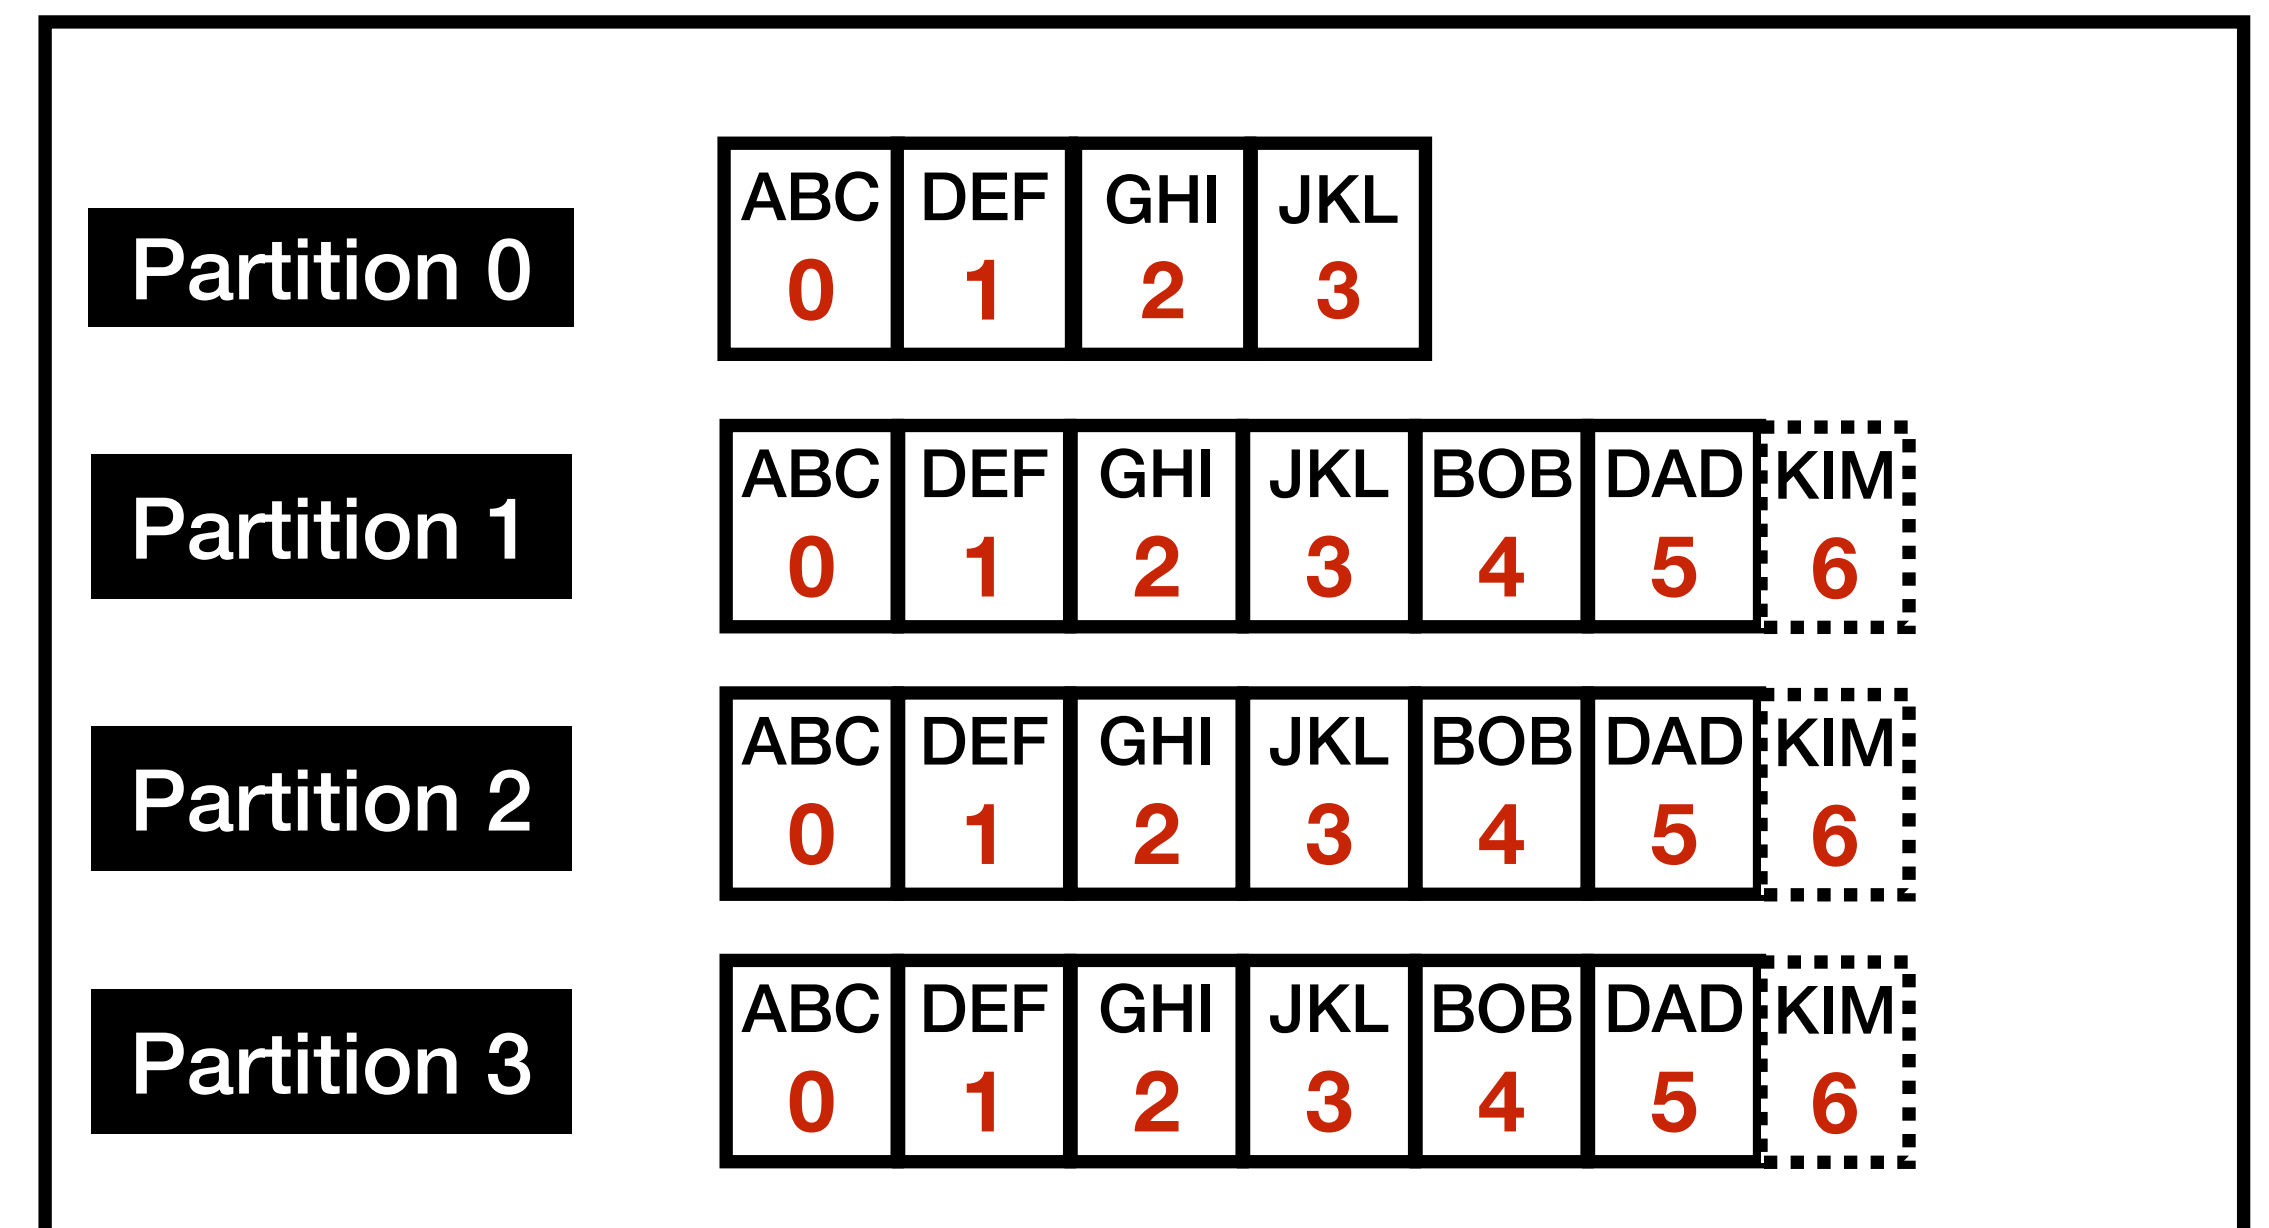 Partition 0
ABC DEF GHI JKL
0 1 2 3
Partition 1
ABC DEF GHI JKL BOB DAD KIM
0 1 2 3 4 5 6
Partition 2
ABC DEF GHI JKL BOB DAD KIM
0 1 2 3 4 5 6
Partition 3
ABC DEF GHI JKL BOB DAD KIM
0 1 2 3 4 5 6